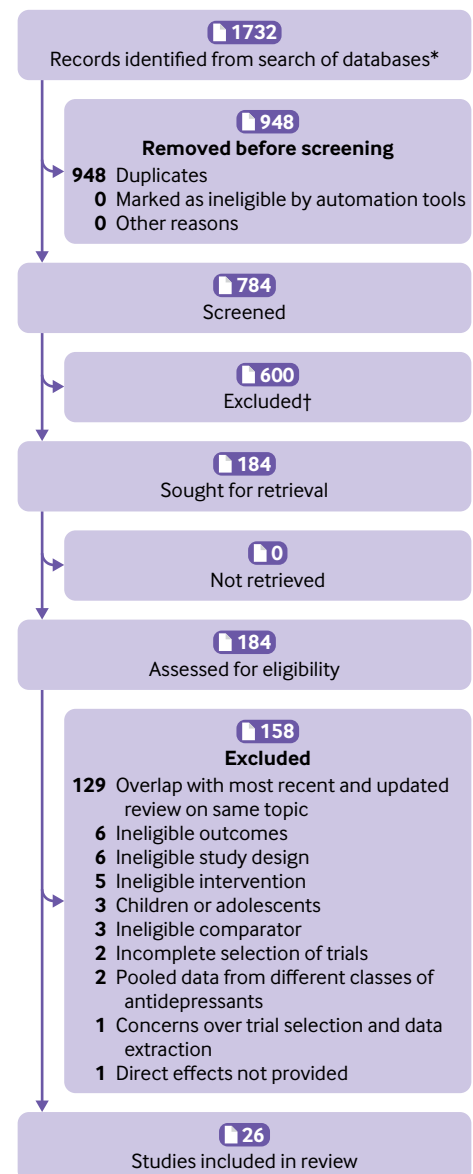 1732
Records identified from search of databases*
948
Removed before screening
948 Duplicates
0 Marked as ineligible by automation tools
0 Other reasons
784
Screened
600
Excluded†
184
Sought for retrieval
0
Not retrieved
184
Assessed for eligibility
158
Excluded
129 Overlap with most recent and updated
review on same topic
6 Ineligible outcomes
6 Ineligible study design
5 Ineligible intervention
3 Children or adolescents
3 Ineligible comparator
2 Incomplete selection of trials
2 Pooled data from different classes of
antidepressants
1 Concerns over trial selection and data
extraction
1 Direct effects not provided
26
Studies included in review